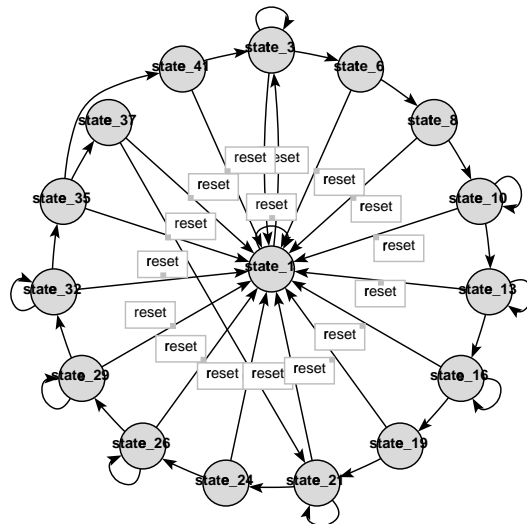 state_3
state_41
state_6
state_37
state_8
reset
reset
reset
reset
reset
state_35
reset
state_10
reset
reset
state_1
reset
state_32
reset
state_13
reset
reset
reset
state_29
reset
reset
reset
state_16
state_26
state_19
state_24
state_21